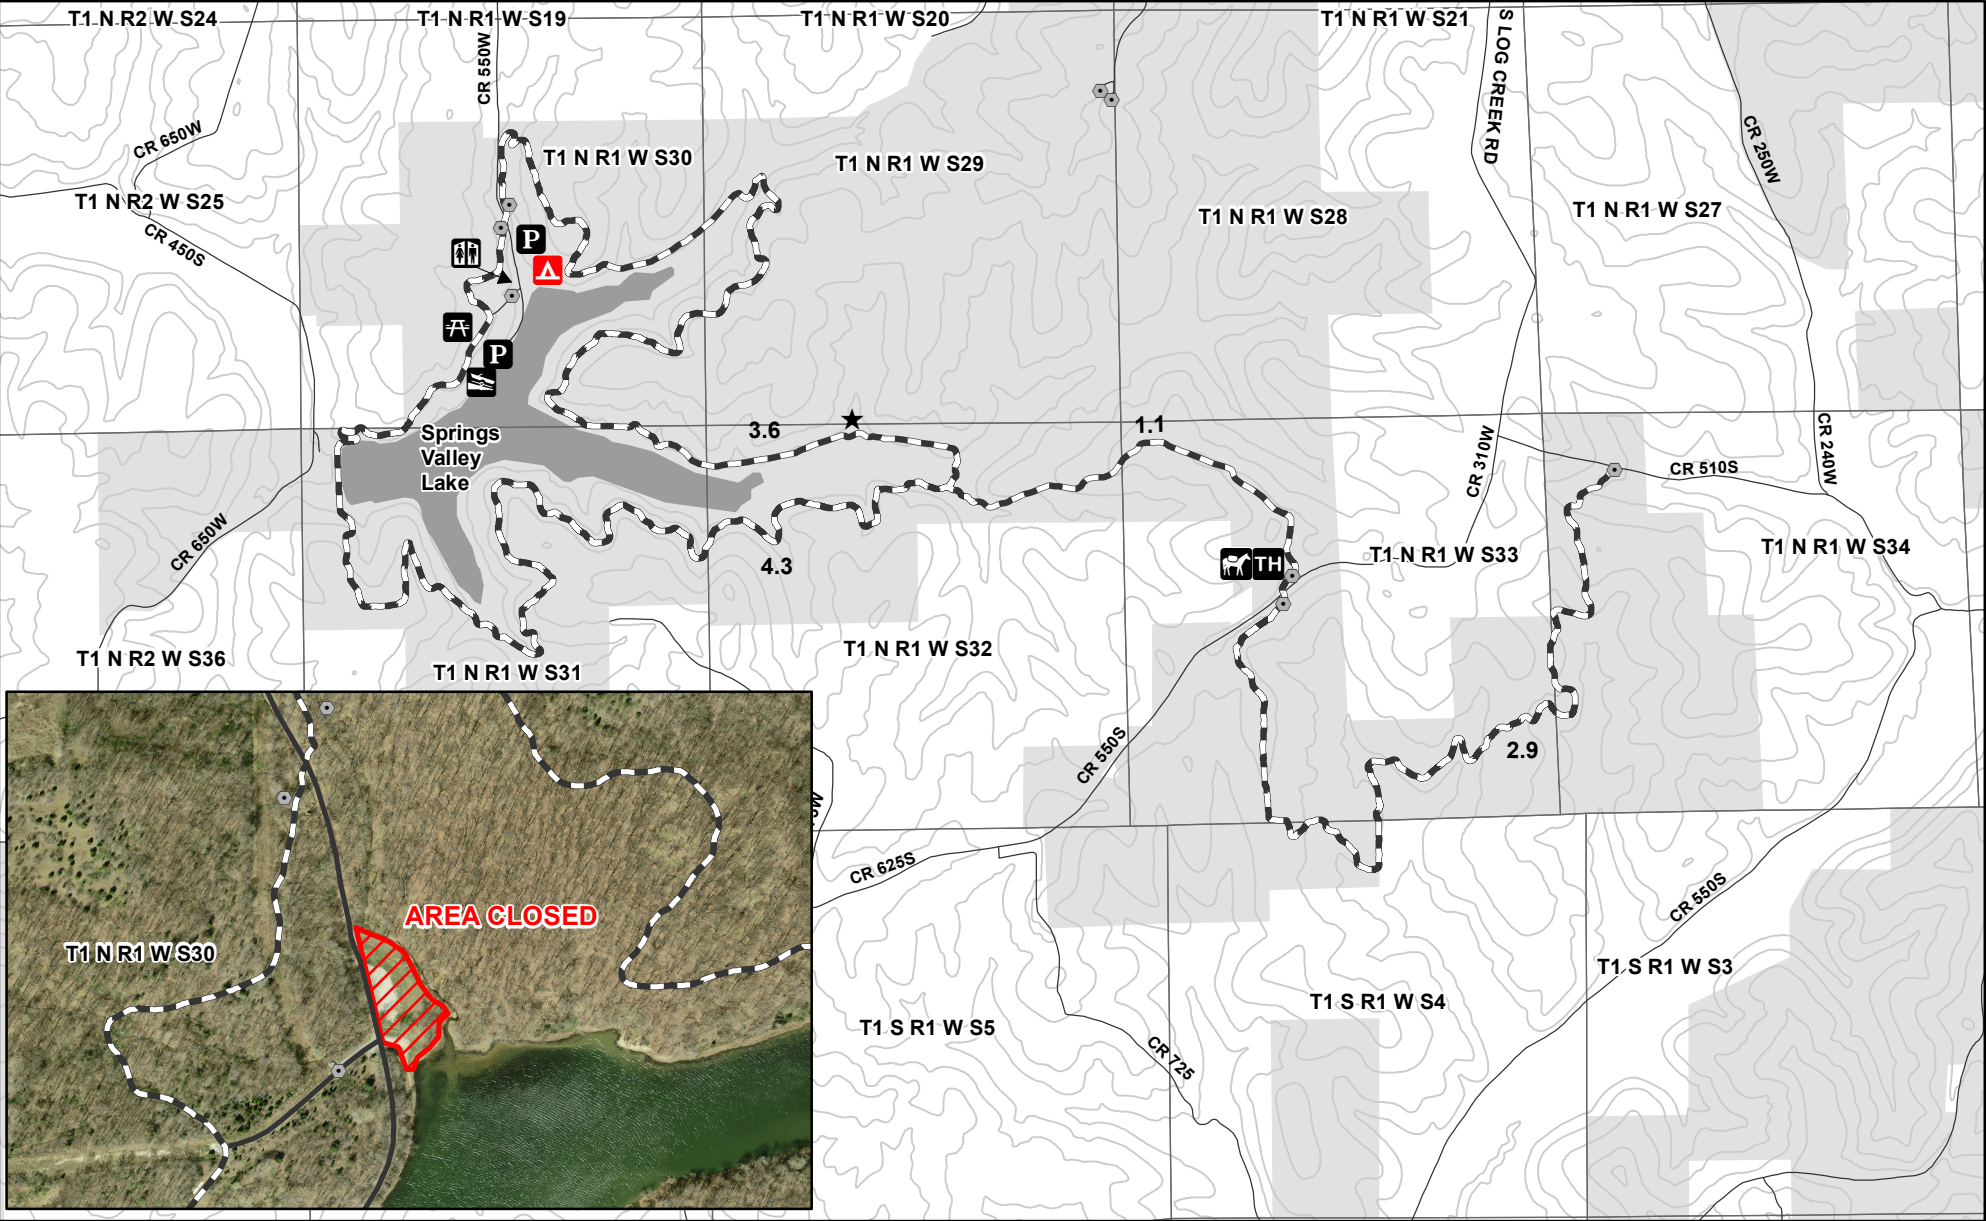 T1 N R2 W S24
T1 N R1 W S19
T1 N R1 W S20
T1 N R1 W S21
CR 550W
S LOG CREEK RD
CR 650W
CR 250W
T1 N R1 W S30
T1 N R1 W S29
T1 N R2 W S25
T1 N R1 W S28
T1 N R1 W S27
CR 450S
P
P
3.6
1.1
Springs
Valley
Lake
CR 310W
CR 240W
CR 510S
CR 650W
4.3
TH
T1 N R1 W S33
T1 N R1 W S34
T1 N R2 W S36
T1 N R1 W S31
T1 N R1 W S32
CR 550S
2.9
CR 625S
CR 550S
AREA CLOSED
T1 N R1 W S30
T1 S R1 W S5
T1 S R1 W S4
T1 S R1 W S3
CR 725